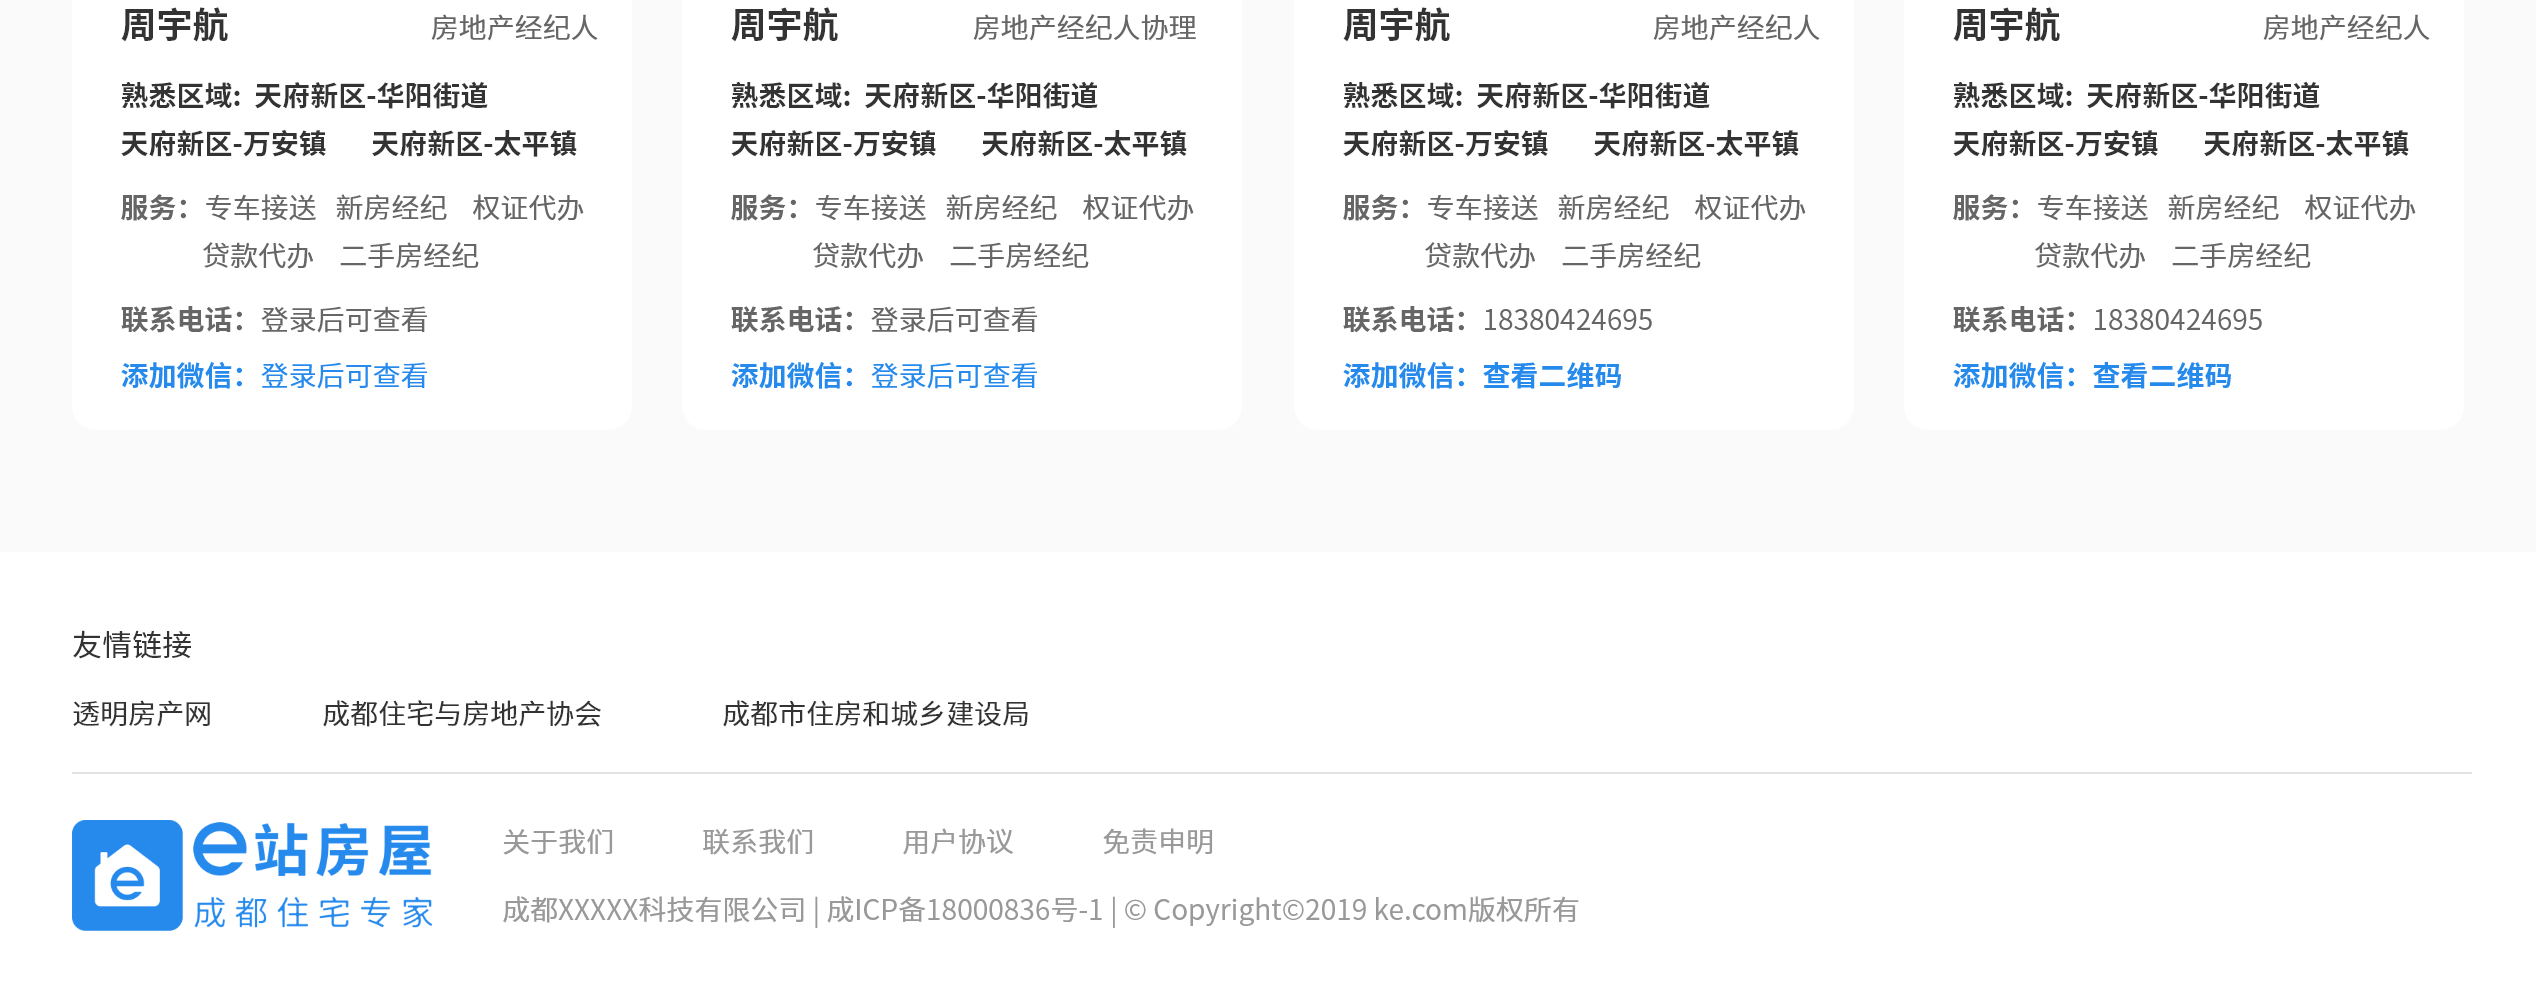 周宇航 房地产经纪人
熟悉区域: 天府新区-华阳街道
天府新区-万安镇 天府新区-太平镇
服务：专车接送 新房经纪 权证代办
贷款代办 二手房经纪
联系电话：登录后可查看
添加微信：登录后可查看
周宇航 房地产经纪人协理
熟悉区域: 天府新区-华阳街道
天府新区-万安镇 天府新区-太平镇
服务：专车接送 新房经纪 权证代办
贷款代办 二手房经纪
联系电话：登录后可查看
添加微信：登录后可查看
周宇航 房地产经纪人
熟悉区域: 天府新区-华阳街道
天府新区-万安镇 天府新区-太平镇
服务：专车接送 新房经纪 权证代办
贷款代办 二手房经纪
联系电话：18380424695
添加微信：查看二维码
周宇航 房地产经纪人
熟悉区域: 天府新区-华阳街道
天府新区-万安镇 天府新区-太平镇
服务：专车接送 新房经纪 权证代办
贷款代办 二手房经纪
联系电话：18380424695
添加微信：查看二维码
友情链接
透明房产网 成都住宅与房地产协会 成都市住房和城乡建设局
e
e站房屋
成都住宅专家
关于我们 联系我们 用户协议 免责申明
成都XXXXX科技有限公司 | 成ICP备18000836号-1 | © Copyright©2019 ke.com版权所有